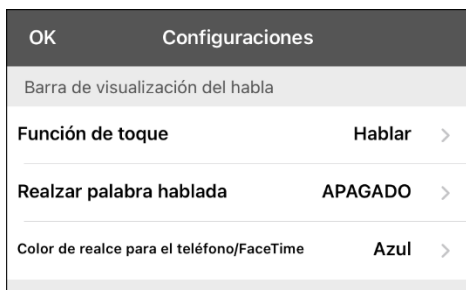 OK Configuraciones
Barra de visualización del habla
Función de toque Hablar
Realzar palabra hablada APAGADO
Color de realce para el teléfono/FaceTime Azul